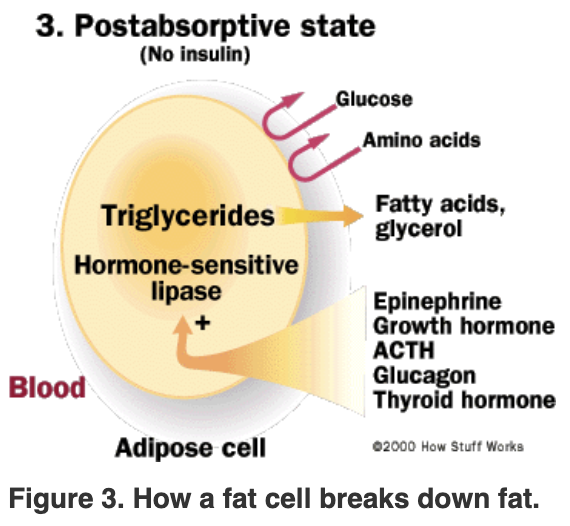 3. Postabsorptive state
(No insulin)
Glucose
Amino acids
Triglycerides
Fatty acids,
glycerol
Hormone-sensitive
lipase
+
Epinephrine
Growth hormone
ACTH
Glucagon
Thyroid hormone
Blood
Adipose cell
©2000 How Stuff Works
Figure 3. How a fat cell breaks down fat.